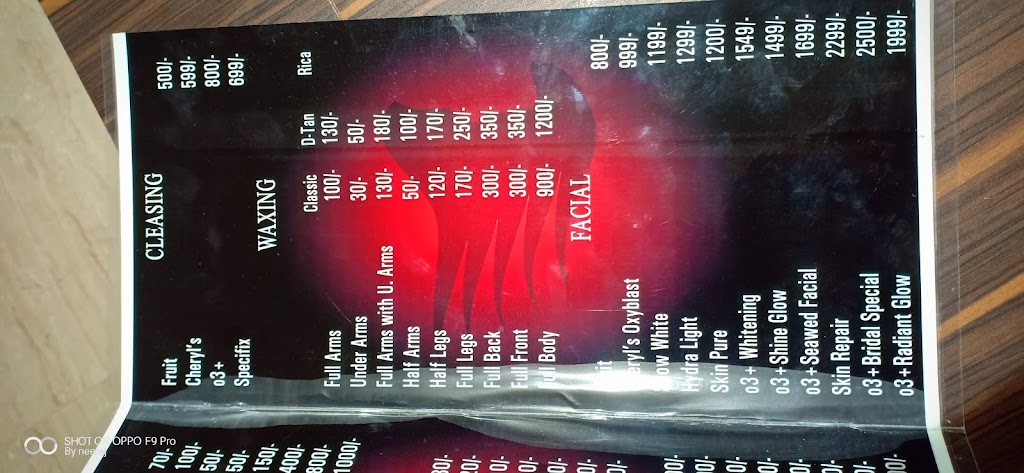 CLEASING
Fruit 500/-
Cheryl's 599/-
o3+ 800/-
Specifix 699/-
WAXING
Classic D-Tan Rica
Full Arms 100/- 130/-
Under Arms 30/- 50/-
Full Arms with U. Arms 130/- 180/-
Half Arms 50/- 100/-
Half Legs 120/- 170/-
Full Legs 170/- 250/-
Full Back 300/- 350/-
Full Front 300/- 350/-
Full Body 900/- 1200/-
FACIAL
800/-
Oxyblast 999/-
White 1199/-
Hydra Light 1299/-
Skin Pure 1200/-
o3+ Whitening 1549/-
o3+ Shine Glow 1499/-
o3+ Seawed Facial 1699/-
Skin Repair 2299/-
o3+ Bridal Special 2500/-
o3+ Radiant Glow 1999/-
70/-
100/-
50/-
50/-
150/-
400/-
800/-
1000/-
SHOT ON OPPO F9 Pro